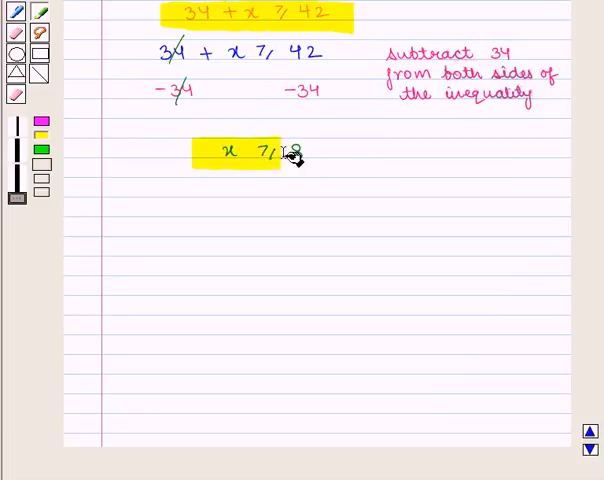 34 + x ≥ 42
34 + x ≥ 42 subtract 34
from both sides of
-34 -34 the inequality
x ≥ 8